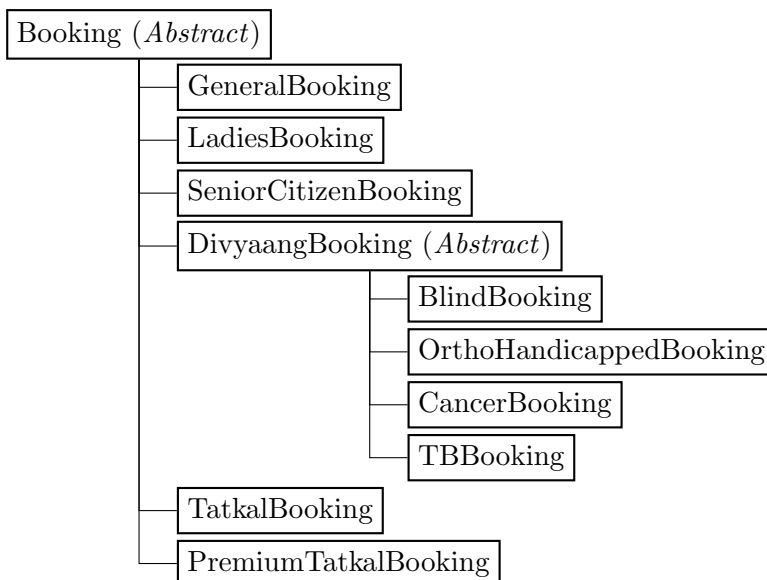 Booking (Abstract)
GeneralBooking
LadiesBooking
SeniorCitizenBooking
DivyaangBooking (Abstract)
BlindBooking
OrthoHandicappedBooking
CancerBooking
TBBooking
TatkalBooking
PremiumTatkalBooking